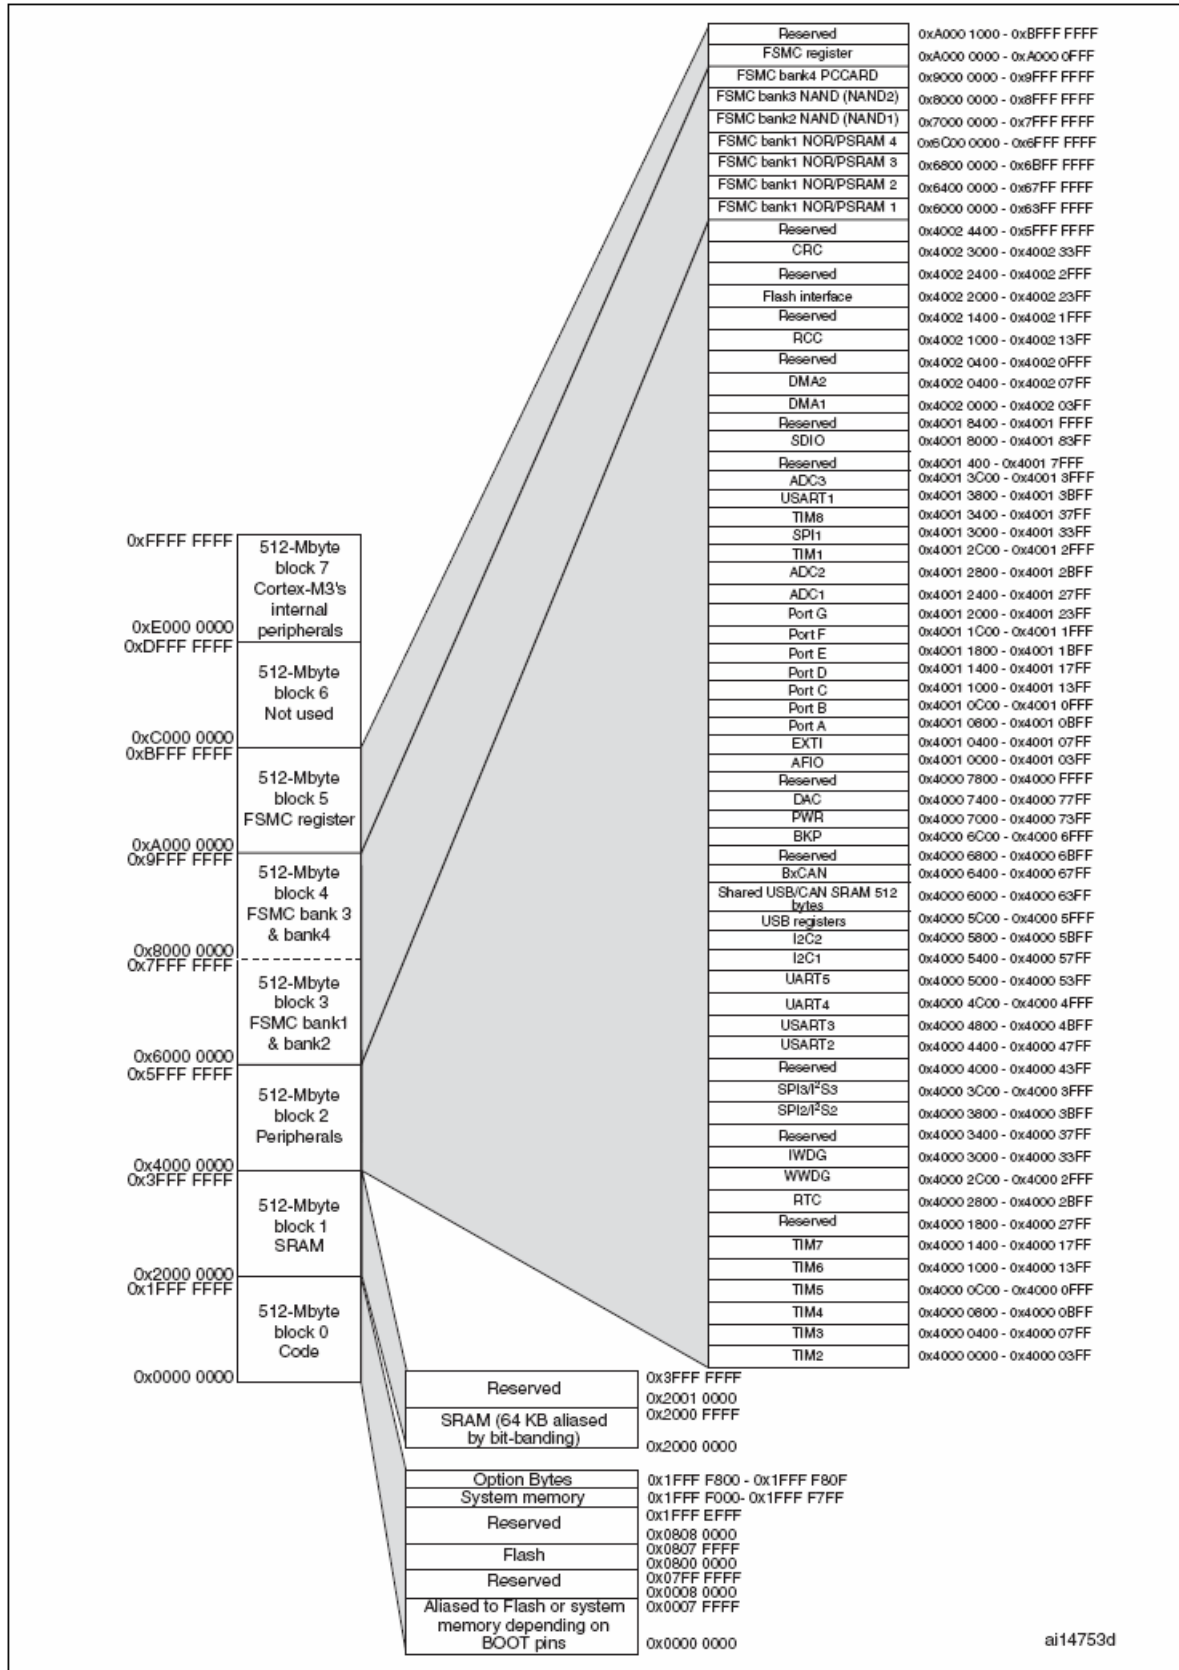 Reserved 0xA000 1000 - 0xBFFF FFFF
FSMC register 0xA000 0000 - 0xA000 0FFF
FSMC bank4 PCCARD 0x9000 0000 - 0x9FFF FFFF
FSMC bank3 NAND (NAND2) 0x8000 0000 - 0x8FFF FFFF
FSMC bank2 NAND (NAND1) 0x7000 0000 - 0x7FFF FFFF
FSMC bank1 NOR/PSRAM 4 0x6C00 0000 - 0x6FFF FFFF
FSMC bank1 NOR/PSRAM 3 0x6800 0000 - 0x6BFF FFFF
FSMC bank1 NOR/PSRAM 2 0x6400 0000 - 0x67FF FFFF
FSMC bank1 NOR/PSRAM 1 0x6000 0000 - 0x63FF FFFF
Reserved 0x4002 4400 - 0x5FFF FFFF
CRC 0x4002 3000 - 0x4002 33FF
Reserved 0x4002 2400 - 0x4002 2FFF
Flash interface 0x4002 2000 - 0x4002 23FF
Reserved 0x4002 1400 - 0x4002 1FFF
RCC 0x4002 1000 - 0x4002 13FF
Reserved 0x4002 0400 - 0x4002 0FFF
DMA2 0x4002 0400 - 0x4002 07FF
DMA1 0x4002 0000 - 0x4002 03FF
Reserved 0x4001 8400 - 0x4001 FFFF
SDIO 0x4001 8000 - 0x4001 83FF
Reserved 0x4001 400 - 0x4001 7FFF
ADC3 0x4001 3C00 - 0x4001 3FFF
USART1 0x4001 3800 - 0x4001 3BFF
TIM8 0x4001 3400 - 0x4001 37FF
SPI1 0x4001 3000 - 0x4001 33FF
TIM1 0x4001 2C00 - 0x4001 2FFF
ADC2 0x4001 2800 - 0x4001 2BFF
ADC1 0x4001 2400 - 0x4001 27FF
Port G 0x4001 2000 - 0x4001 23FF
Port F 0x4001 1C00 - 0x4001 1FFF
Port E 0x4001 1800 - 0x4001 1BFF
Port D 0x4001 1400 - 0x4001 17FF
Port C 0x4001 1000 - 0x4001 13FF
Port B 0x4001 0C00 - 0x4001 0FFF
Port A 0x4001 0800 - 0x4001 0BFF
EXTI 0x4001 0400 - 0x4001 07FF
AFIO 0x4001 0000 - 0x4001 03FF
Reserved 0x4000 7800 - 0x4000 FFFF
DAC 0x4000 7400 - 0x4000 77FF
PWR 0x4000 7000 - 0x4000 73FF
BKP 0x4000 6C00 - 0x4000 6FFF
Reserved 0x4000 6800 - 0x4000 6BFF
BxCAN 0x4000 6400 - 0x4000 67FF
Shared USB/CAN SRAM 512 0x4000 6000 - 0x4000 63FF
bytes
USB registers 0x4000 5C00 - 0x4000 5FFF
I2C2 0x4000 5800 - 0x4000 5BFF
I2C1 0x4000 5400 - 0x4000 57FF
UART5 0x4000 5000 - 0x4000 53FF
UART4 0x4000 4C00 - 0x4000 4FFF
USART3 0x4000 4800 - 0x4000 4BFF
USART2 0x4000 4400 - 0x4000 47FF
Reserved 0x4000 4000 - 0x4000 43FF
SPI3/I²S3 0x4000 3C00 - 0x4000 3FFF
SPI2/I²S2 0x4000 3800 - 0x4000 3BFF
Reserved 0x4000 3400 - 0x4000 37FF
IWDG 0x4000 3000 - 0x4000 33FF
WWDG 0x4000 2C00 - 0x4000 2FFF
RTC 0x4000 2800 - 0x4000 2BFF
Reserved 0x4000 1800 - 0x4000 27FF
TIM7 0x4000 1400 - 0x4000 17FF
TIM6 0x4000 1000 - 0x4000 13FF
TIM5 0x4000 0C00 - 0x4000 0FFF
TIM4 0x4000 0800 - 0x4000 0BFF
TIM3 0x4000 0400 - 0x4000 07FF
TIM2 0x4000 0000 - 0x4000 03FF
0xFFFF FFFF
512-Mbyte
block 7
Cortex-M3's
internal
peripherals
0xE000 0000
0xDFFF FFFF
512-Mbyte
block 6
Not used
0xC000 0000
0xBFFF FFFF
512-Mbyte
block 5
FSMC register
0xA000 0000
0x9FFF FFFF
512-Mbyte
block 4
FSMC bank 3
& bank4
0x8000 0000
0x7FFF FFFF
512-Mbyte
block 3
FSMC bank1
& bank2
0x6000 0000
0x5FFF FFFF
512-Mbyte
block 2
Peripherals
0x4000 0000
0x3FFF FFFF
512-Mbyte
block 1
SRAM
0x2000 0000
0x1FFF FFFF
512-Mbyte
block 0
Code
0x0000 0000
0x3FFF FFFF
Reserved
0x2001 0000
0x2000 FFFF
SRAM (64 KB aliased
by bit-banding)
0x2000 0000
Option Bytes 0x1FFF F800 - 0x1FFF F80F
System memory 0x1FFF F000- 0x1FFF F7FF
0x1FFF EFFF
Reserved
0x0808 0000
0x0807 FFFF
Flash
0x0800 0000
0x07FF FFFF
Reserved
0x0008 0000
0x0007 FFFF
Aliased to Flash or system
memory depending on
BOOT pins
0x0000 0000
ai14753d